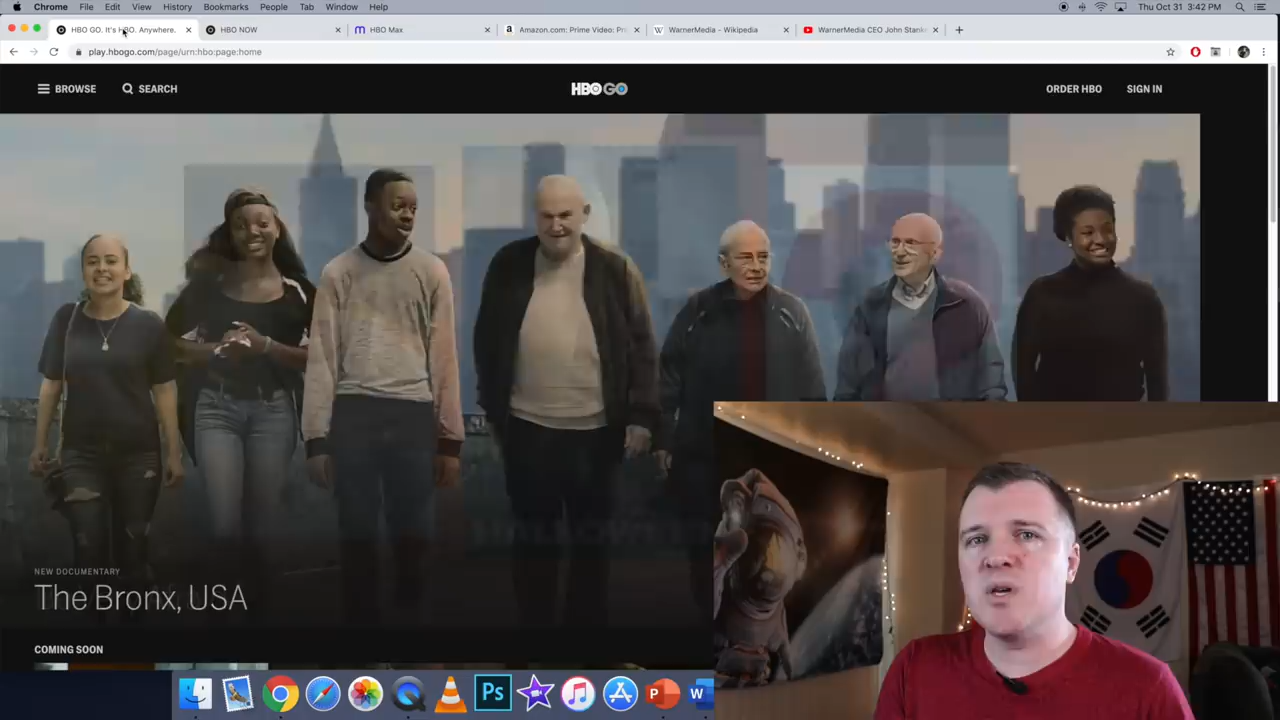 Chrome File Edit View History Bookmarks People Tab Window Help Thu Oct 31 3:42 PM
HBO GO. It's HBO. Anywhere. HBO NOW HBO Max Amazon.com: Prime Video: Pri WarnerMedia - Wikipedia WarnerMedia CEO John Stanke
play.hbogo.com/page/urn:hbo:page:home
BROWSE SEARCH HBO GO ORDER HBO SIGN IN
NEW DOCUMENTARY
The Bronx, USA
COMING SOON
Ps P W